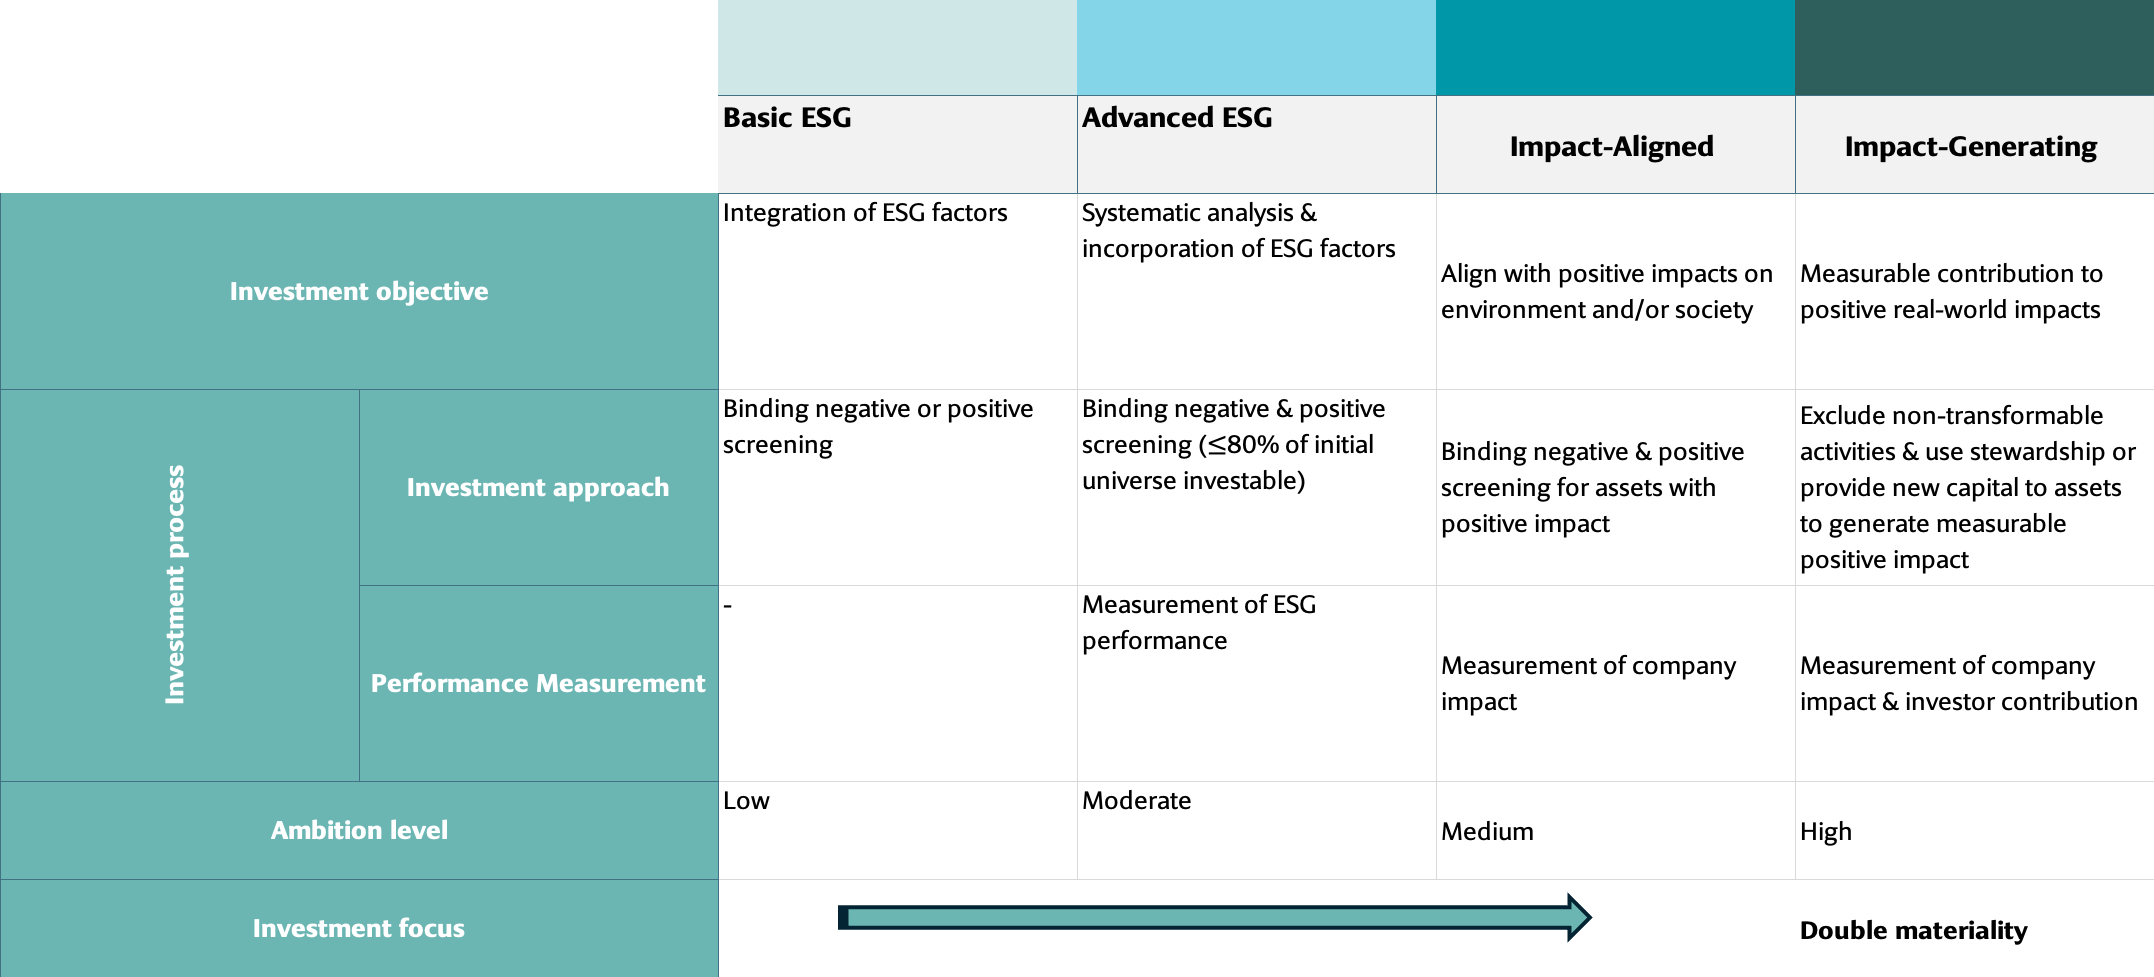 Basic ESG
Advanced ESG
Impact-Aligned
Impact-Generating
Investment objective
Integration of ESG factors
Systematic analysis &
incorporation of ESG factors
Align with positive impacts on
environment and/or society
Measurable contribution to
positive real-world impacts
Investment process
Investment approach
Binding negative or positive
screening
Binding negative & positive
screening (≤80% of initial
universe investable)
Binding negative & positive
screening for assets with
positive impact
Exclude non-transformable
activities & use stewardship or
provide new capital to assets
to generate measurable
positive impact
Performance Measurement
-
Measurement of ESG
performance
Measurement of company
impact
Measurement of company
impact & investor contribution
Ambition level
Low
Moderate
Medium
High
Investment focus
Double materiality